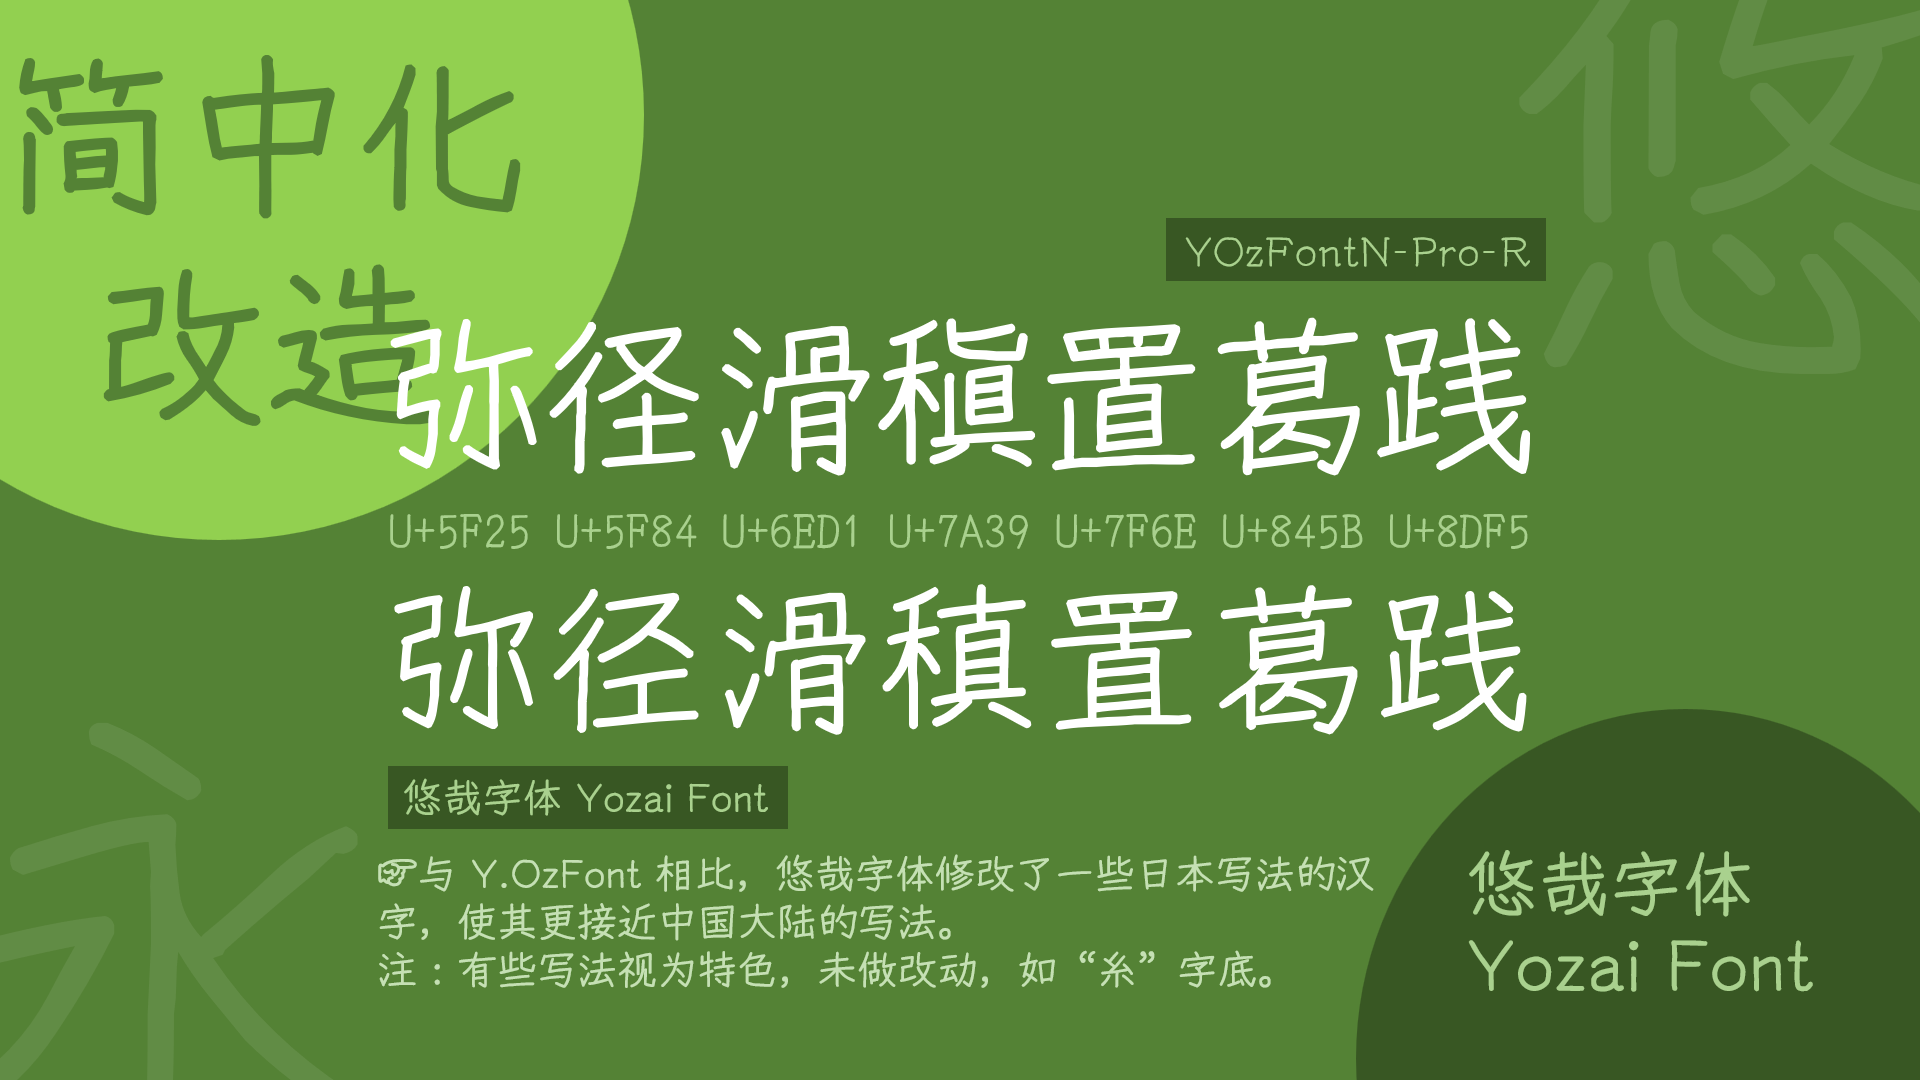 简中化
改造
悠
YOzFontN-Pro-R
弥径滑稹置葛践
U+5F25 U+5F84 U+6ED1 U+7A39 U+7F6E U+845B U+8DF5
弥径滑稹置葛践
悠哉字体 Yozai Font
☞与 Y.OzFont 相比，悠哉字体修改了一些日本写法的汉
字，使其更接近中国大陆的写法。
注：有些写法视为特色，未做改动，如“糸”字底。
永
悠哉字体
Yozai Font